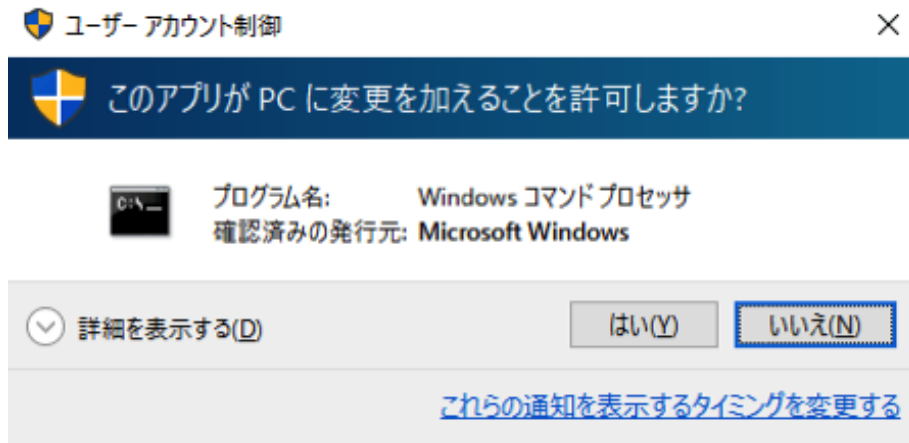 ユーザー アカウント制御
このアプリが PC に変更を加えることを許可しますか?
C:\_
プログラム名: Windows コマンド プロセッサ
確認済みの発行元: Microsoft Windows
詳細を表示する(D)
はい(Y)
いいえ(N)
これらの通知を表示するタイミングを変更する